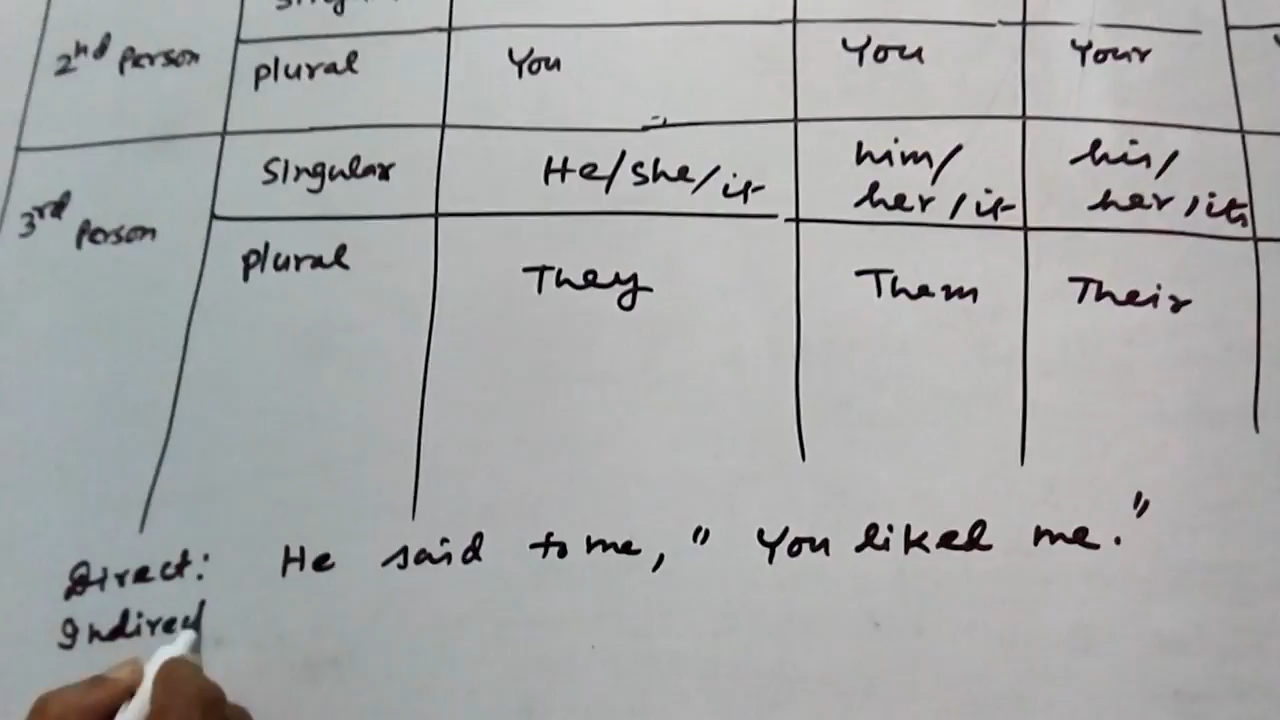 2nd Person
plural You You Your
Singular He/She/it him/ his/
her/it her/its
3rd Person
plural They Them Their
Direct: He said to me, " You liked me."
Indirect